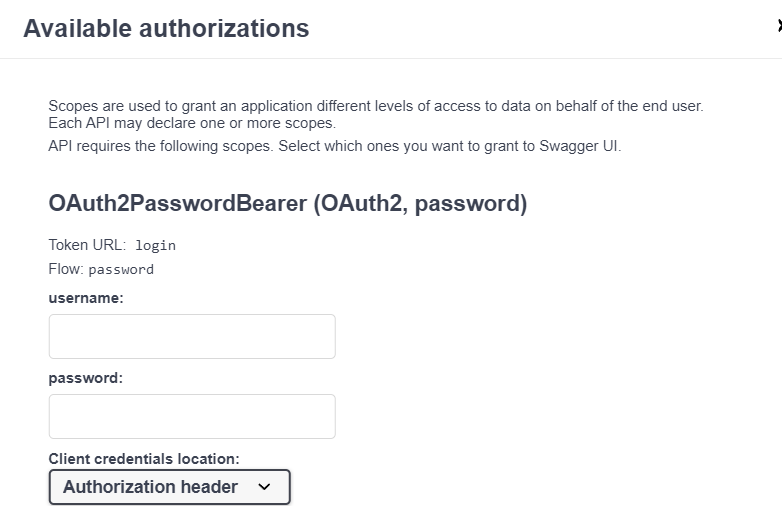 Available authorizations
Scopes are used to grant an application different levels of access to data on behalf of the end user.
Each API may declare one or more scopes.
API requires the following scopes. Select which ones you want to grant to Swagger UI.
OAuth2PasswordBearer (OAuth2, password)
Token URL: login
Flow: password
username:
password:
Client credentials location:
Authorization header